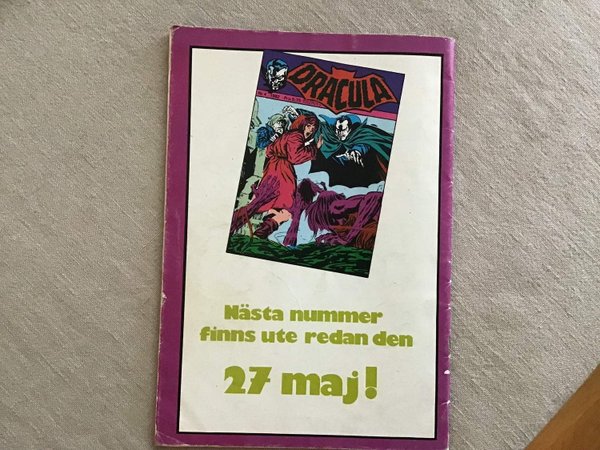 DRACULA
Nästa nummer
finns ute redan den
27 maj!